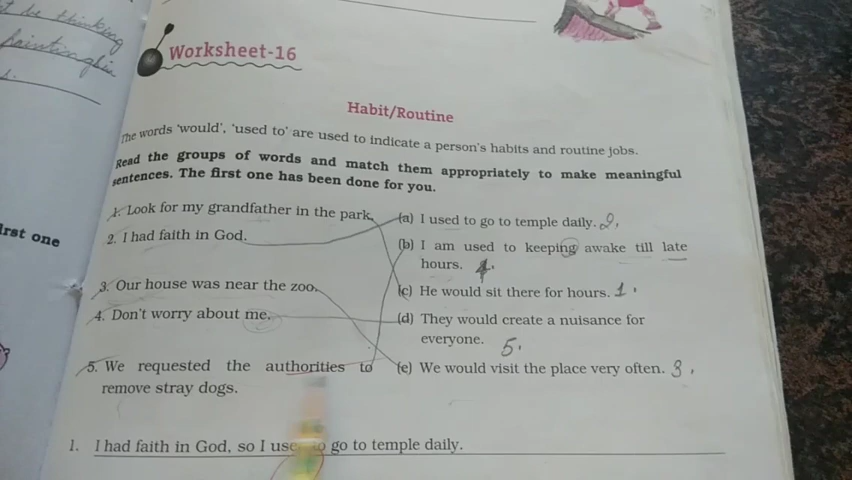 t be thinking
Worksheet-16
Habit/Routine
The words 'would', 'used to' are used to indicate a person's habits and routine jobs.
Read the groups of words and match them appropriately to make meaningful
sentences. The first one has been done for you.
1. Look for my grandfather in the park.
(a) I used to go to temple daily. 2.
2. I had faith in God.
(b) I am used to keeping awake till late
hours. 4.
irst one
3. Our house was near the zoo.
(c) He would sit there for hours. 1.
4. Don't worry about me.
(d) They would create a nuisance for
everyone. 5.
5. We requested the authorities to
remove stray dogs.
(e) We would visit the place very often. 3.
1. I had faith in God, so I use to go to temple daily.